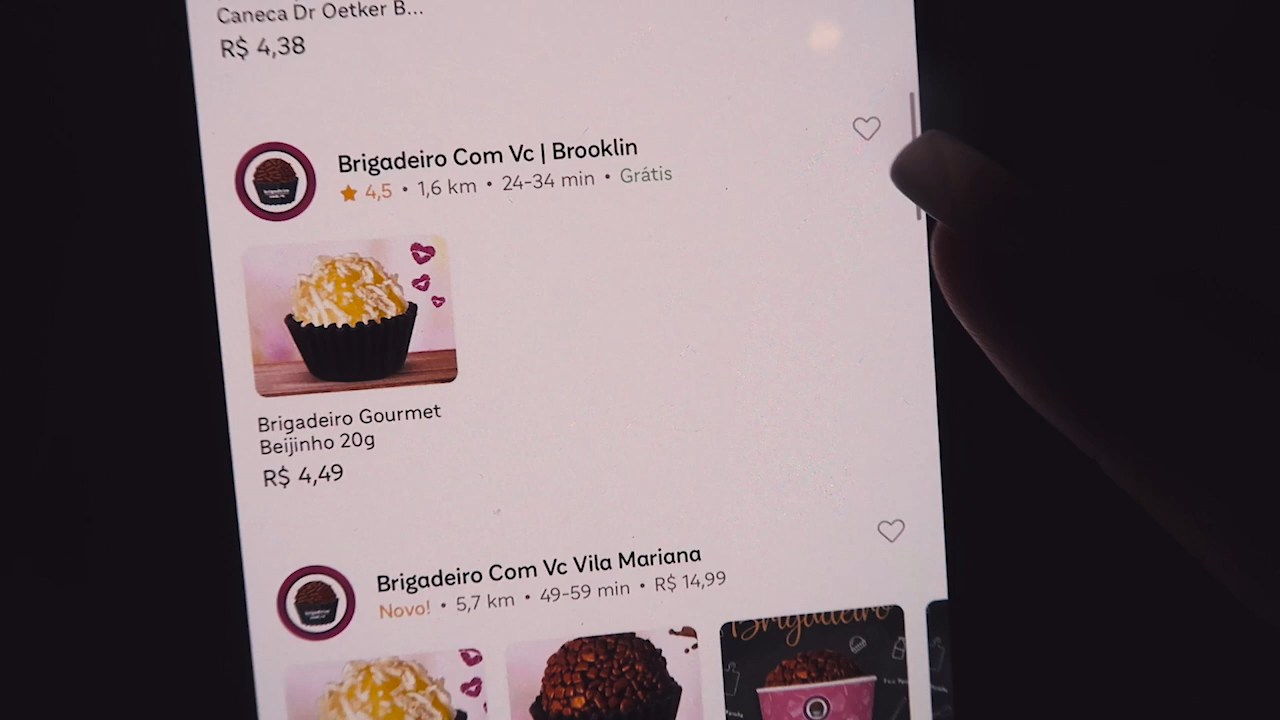 Caneca Dr Oetker B...
R$ 4,38
Brigadeiro Com Vc | Brooklin
4,5 • 1,6 km • 24-34 min • Grátis
Brigadeiro Gourmet
Beijinho 20g
R$ 4,49
Brigadeiro Com Vc Vila Mariana
Novo! • 5,7 km • 49-59 min • R$ 14,99
Brigadeiro